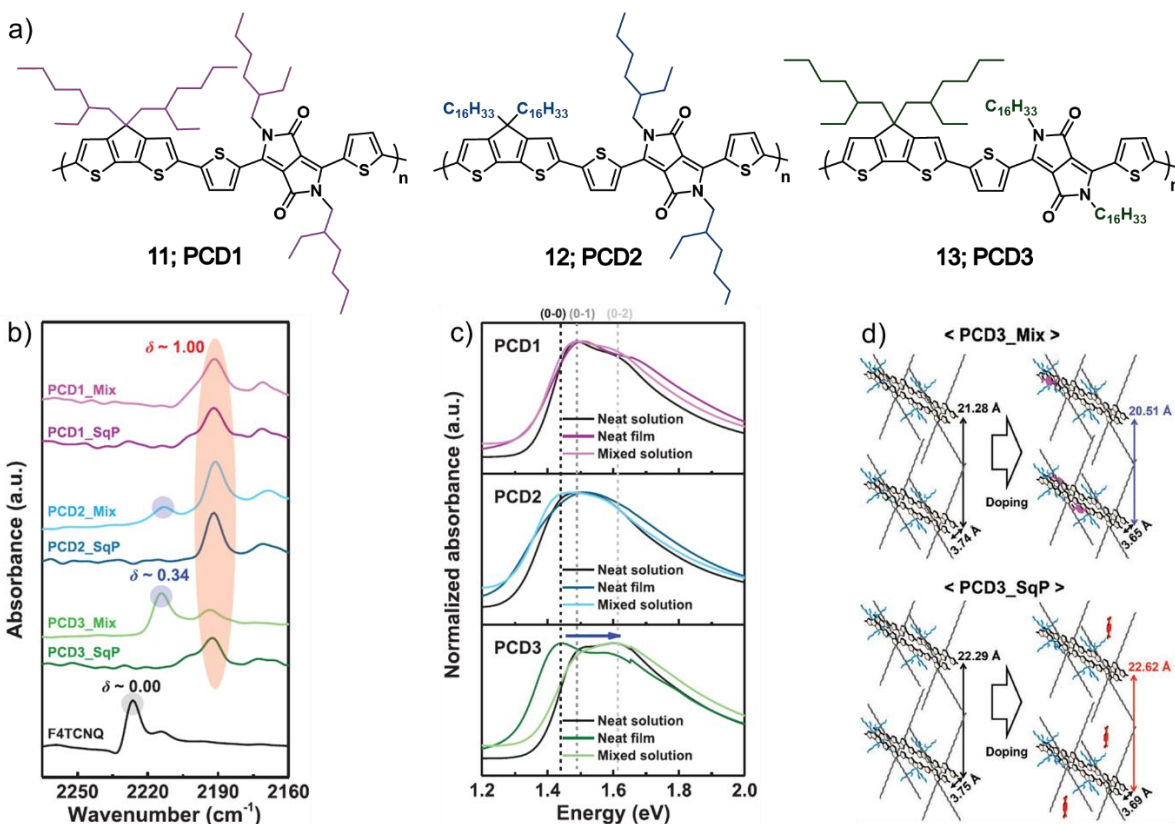 a)
C16H33 C16H33
C16H33
N O
S S S O N S n
N O
S S S O N S n
N O
S S S O N S n
C16H33
11; PCD1
12; PCD2
13; PCD3
b)
δ ~ 1.00
PCD1_Mix
PCD1_SqP
PCD2_Mix
PCD2_SqP
δ ~ 0.34
PCD3_Mix
PCD3_SqP
δ ~ 0.00
F4TCNQ
Absorbance (a.u.)
2250 2220 2190 2160
Wavenumber (cm-1)
c)
(0-0) (0-1) (0-2)
PCD1
Neat solution
Neat film
Mixed solution
PCD2
Neat solution
Neat film
Mixed solution
PCD3
Neat solution
Neat film
Mixed solution
Normalized absorbance (a.u.)
1.2 1.4 1.6 1.8 2.0
Energy (eV)
d)
< PCD3_Mix >
21.28 Å
20.51 Å
Doping
3.74 Å
3.65 Å
< PCD3_SqP >
22.29 Å
22.62 Å
Doping
3.75 Å
3.69 Å